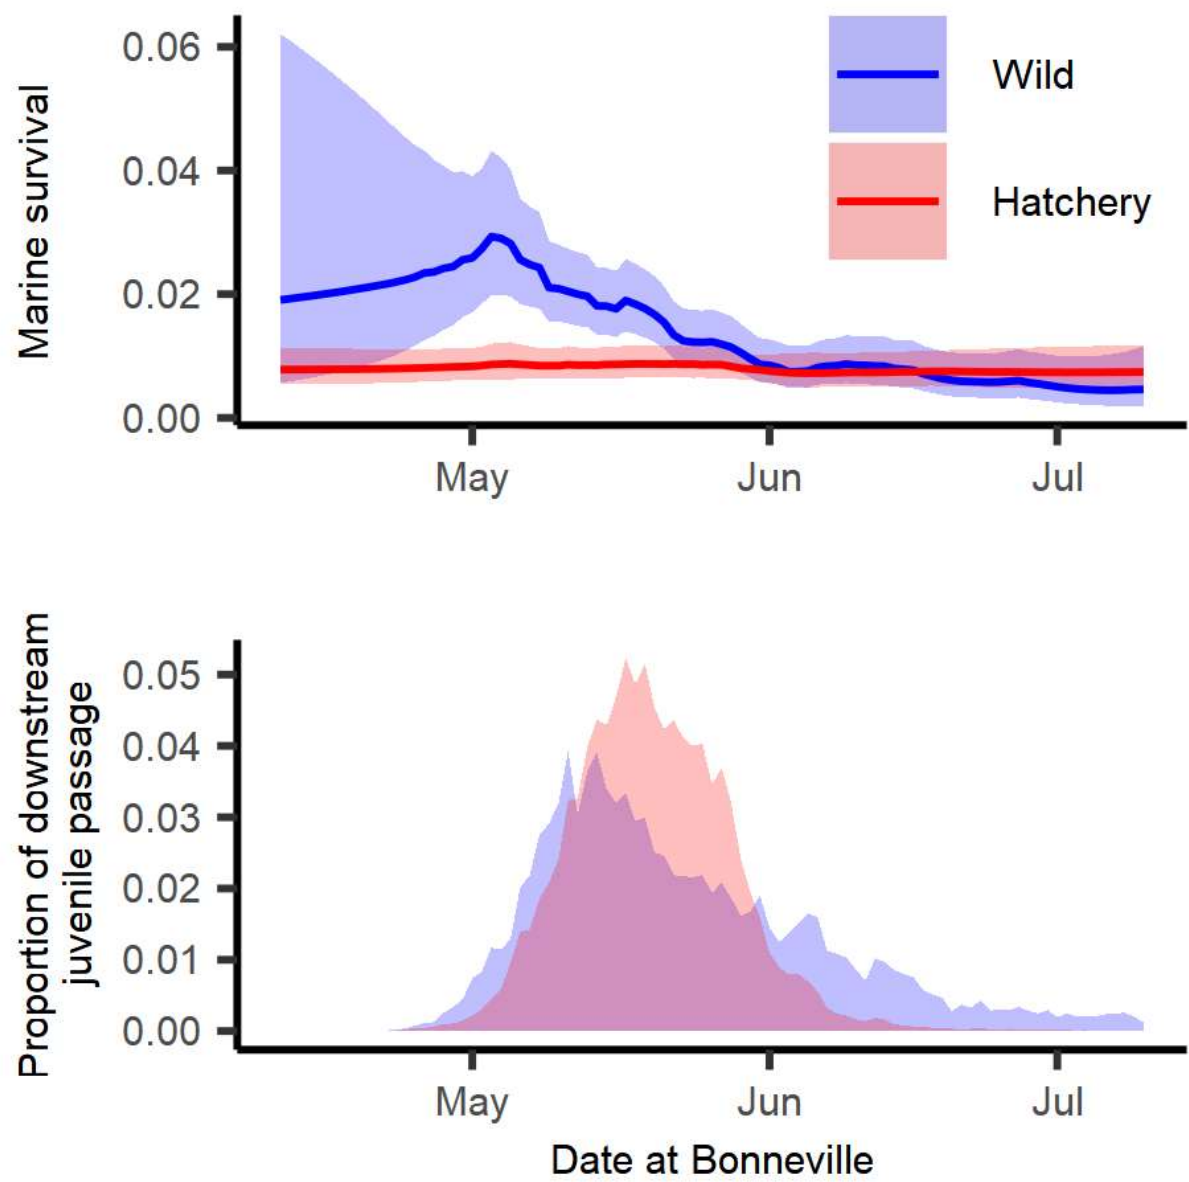 Marine survival
0.06
0.04
0.02
0.00
Wild
Hatchery
May Jun Jul
Proportion of downstream
juvenile passage
0.05
0.04
0.03
0.02
0.01
0.00
May Jun Jul
Date at Bonneville